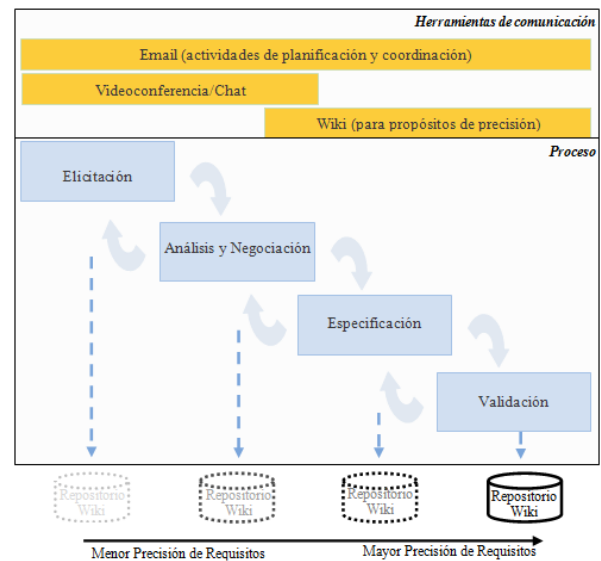 Herramientas de comunicación
Email (actividades de planificación y coordinación)
Videoconferencia/Chat
Wiki (para propósitos de precisión)
Proceso
Elicitación
Análisis y Negociación
Especificación
Validación
Repositorio
Wiki
Repositorio
Wiki
Repositorio
Wiki
Repositorio
Wiki
Menor Precisión de Requisitos
Mayor Precisión de Requisitos